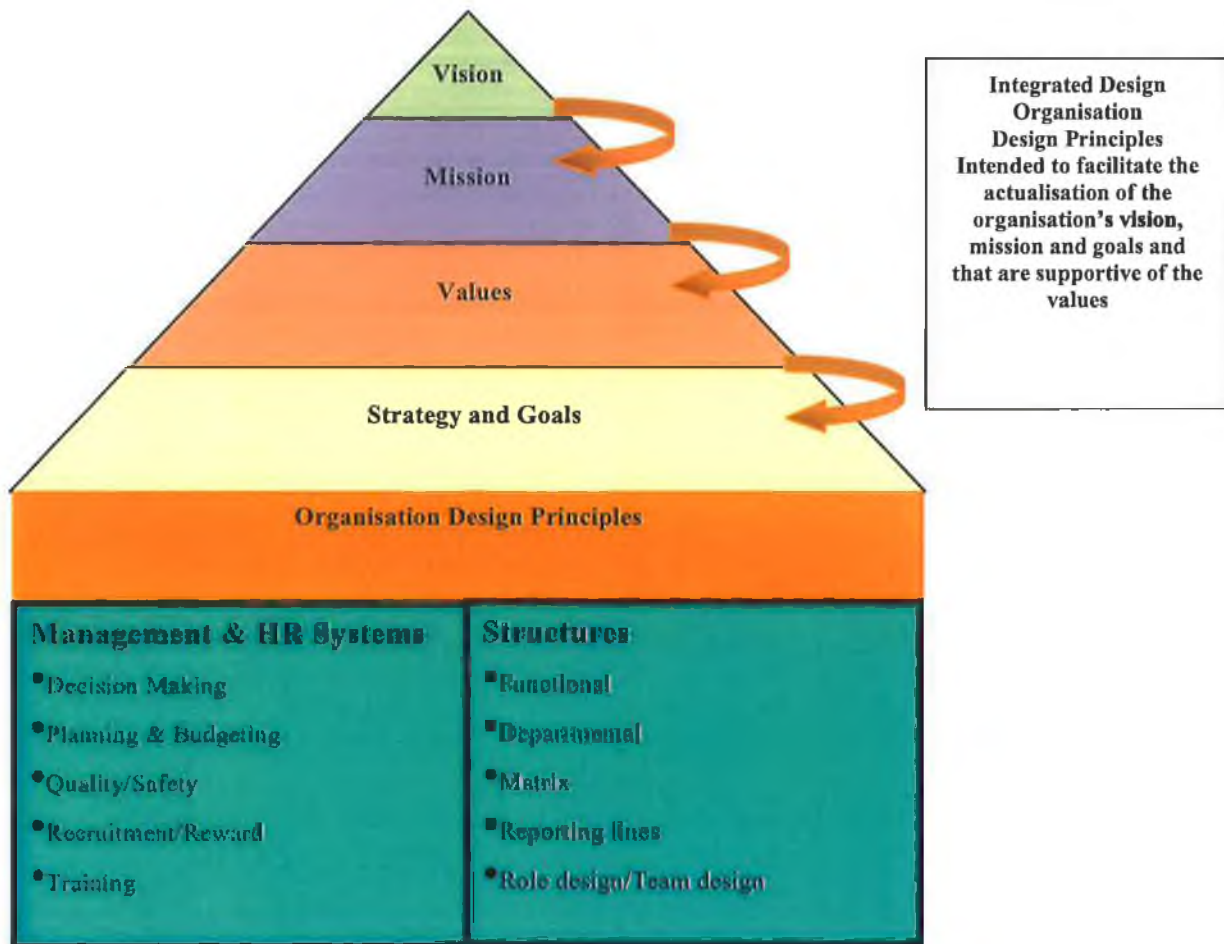 Vision
Mission
Values
Strategy and Goals
Organisation Design Principles
Management & HR Systems
•Decision Making
•Planning & Budgeting
•Quality/Safety
•Recruitment/Reward
•Training
Structures
▪Functional
▪Departmental
▪Matrix
▪Reporting lines
•Role design/Team design
Integrated Design
Organisation
Design Principles
Intended to facilitate the
actualisation of the
organisation's vision,
mission and goals and
that are supportive of the
values